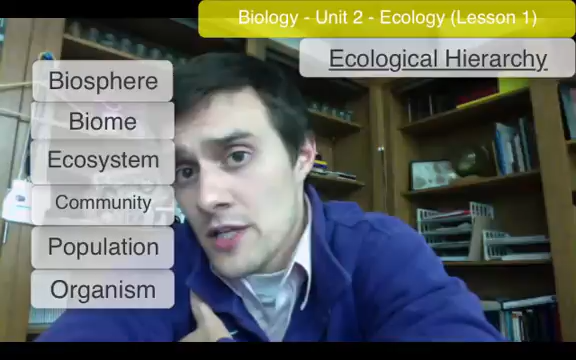 Biology - Unit 2 - Ecology (Lesson 1)
Ecological Hierarchy
Biosphere
Biome
Ecosystem
Community
Population
Organism